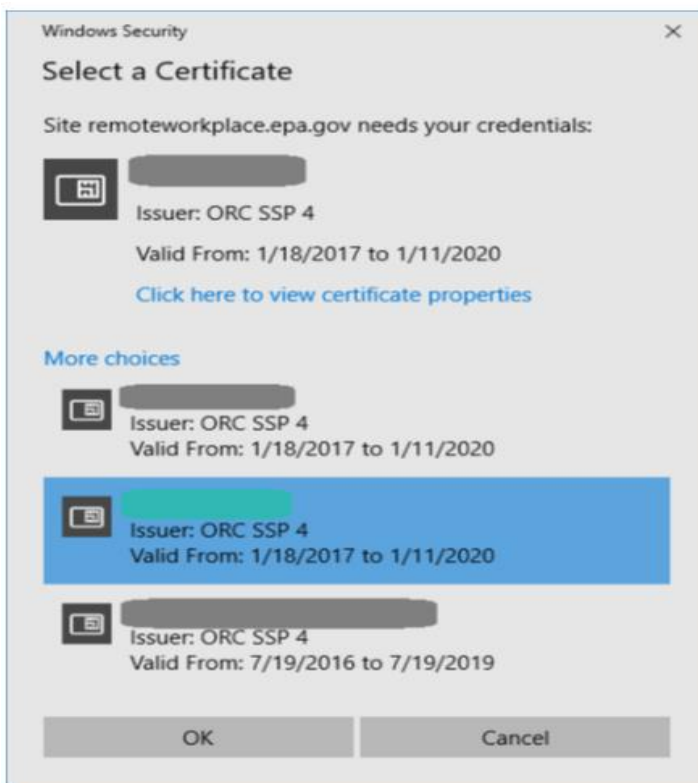 Windows Security
Select a Certificate
Site remoteworkplace.epa.gov needs your credentials:
Issuer: ORC SSP 4
Valid From: 1/18/2017 to 1/11/2020
Click here to view certificate properties
More choices
Issuer: ORC SSP 4
Valid From: 1/18/2017 to 1/11/2020
Issuer: ORC SSP 4
Valid From: 1/18/2017 to 1/11/2020
Issuer: ORC SSP 4
Valid From: 7/19/2016 to 7/19/2019
OK Cancel